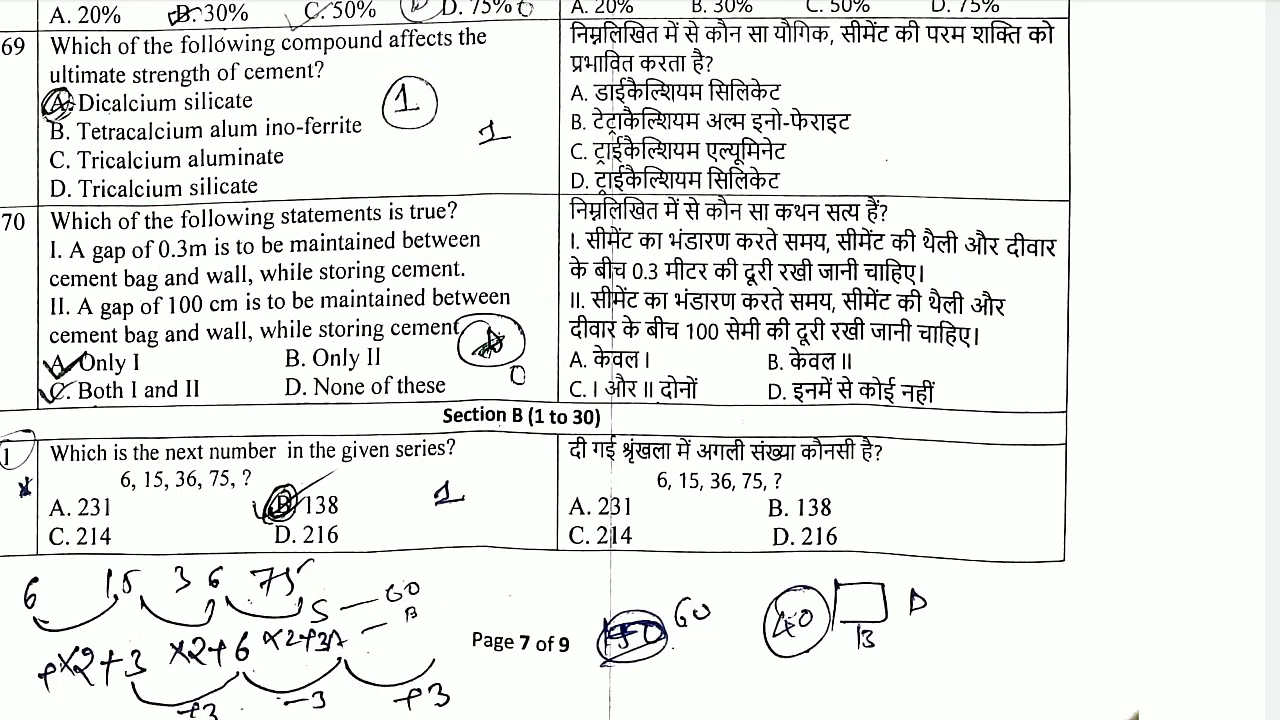 A. 20% B. 30% C. 50% D. 75% 0
A. 20% B. 30% C. 50% D. 75%
69 Which of the following compound affects the
ultimate strength of cement?
A. Dicalcium silicate
B. Tetracalcium alum ino-ferrite
C. Tricalcium aluminate
D. Tricalcium silicate
1
1
निम्नलिखित में से कौन सा यौगिक, सीमेंट की परम शक्ति को
प्रभावित करता है?
A. डाईकैल्शियम सिलिकेट
B. टेट्राकैल्शियम अल्म इनो-फेराइट
C. ट्राईकैल्शियम एल्यूमिनेट
D. ट्राईकैल्शियम सिलिकेट
70 Which of the following statements is true?
I. A gap of 0.3m is to be maintained between
cement bag and wall, while storing cement.
II. A gap of 100 cm is to be maintained between
cement bag and wall, while storing cement
A. Only I B. Only II
C. Both I and II D. None of these
0
निम्नलिखित में से कौन सा कथन सत्य हैं?
I. सीमेंट का भंडारण करते समय, सीमेंट की थैली और दीवार
के बीच 0.3 मीटर की दूरी रखी जानी चाहिए।
II. सीमेंट का भंडारण करते समय, सीमेंट की थैली और
दीवार के बीच 100 सेमी की दूरी रखी जानी चाहिए।
A. केवल I B. केवल II
C. I और II दोनों D. इनमें से कोई नहीं
Section B (1 to 30)
1 Which is the next number in the given series?
6, 15, 36, 75, ?
A. 231 B. 138
C. 214 D. 216
1
दी गई श्रृंखला में अगली संख्या कौनसी है?
6, 15, 36, 75, ?
A. 231 B. 138
C. 214 D. 216
6 15 36 75
S — 60
B
×2+3 ×2+6
+3 +3
Page 7 of 9
60
40 D
13